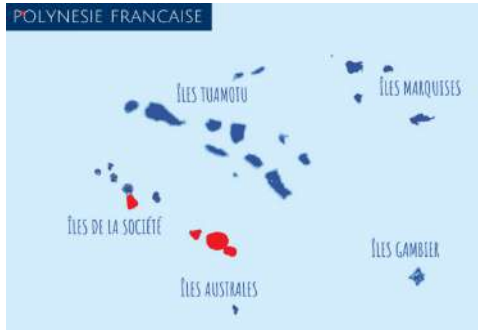 POLYNESIE FRANCAISE
ÎLES TUAMOTU
ÎLES MARQUISES
ÎLES DE LA SOCIÉTÉ
ÎLES GAMBIER
ÎLES AUSTRALES